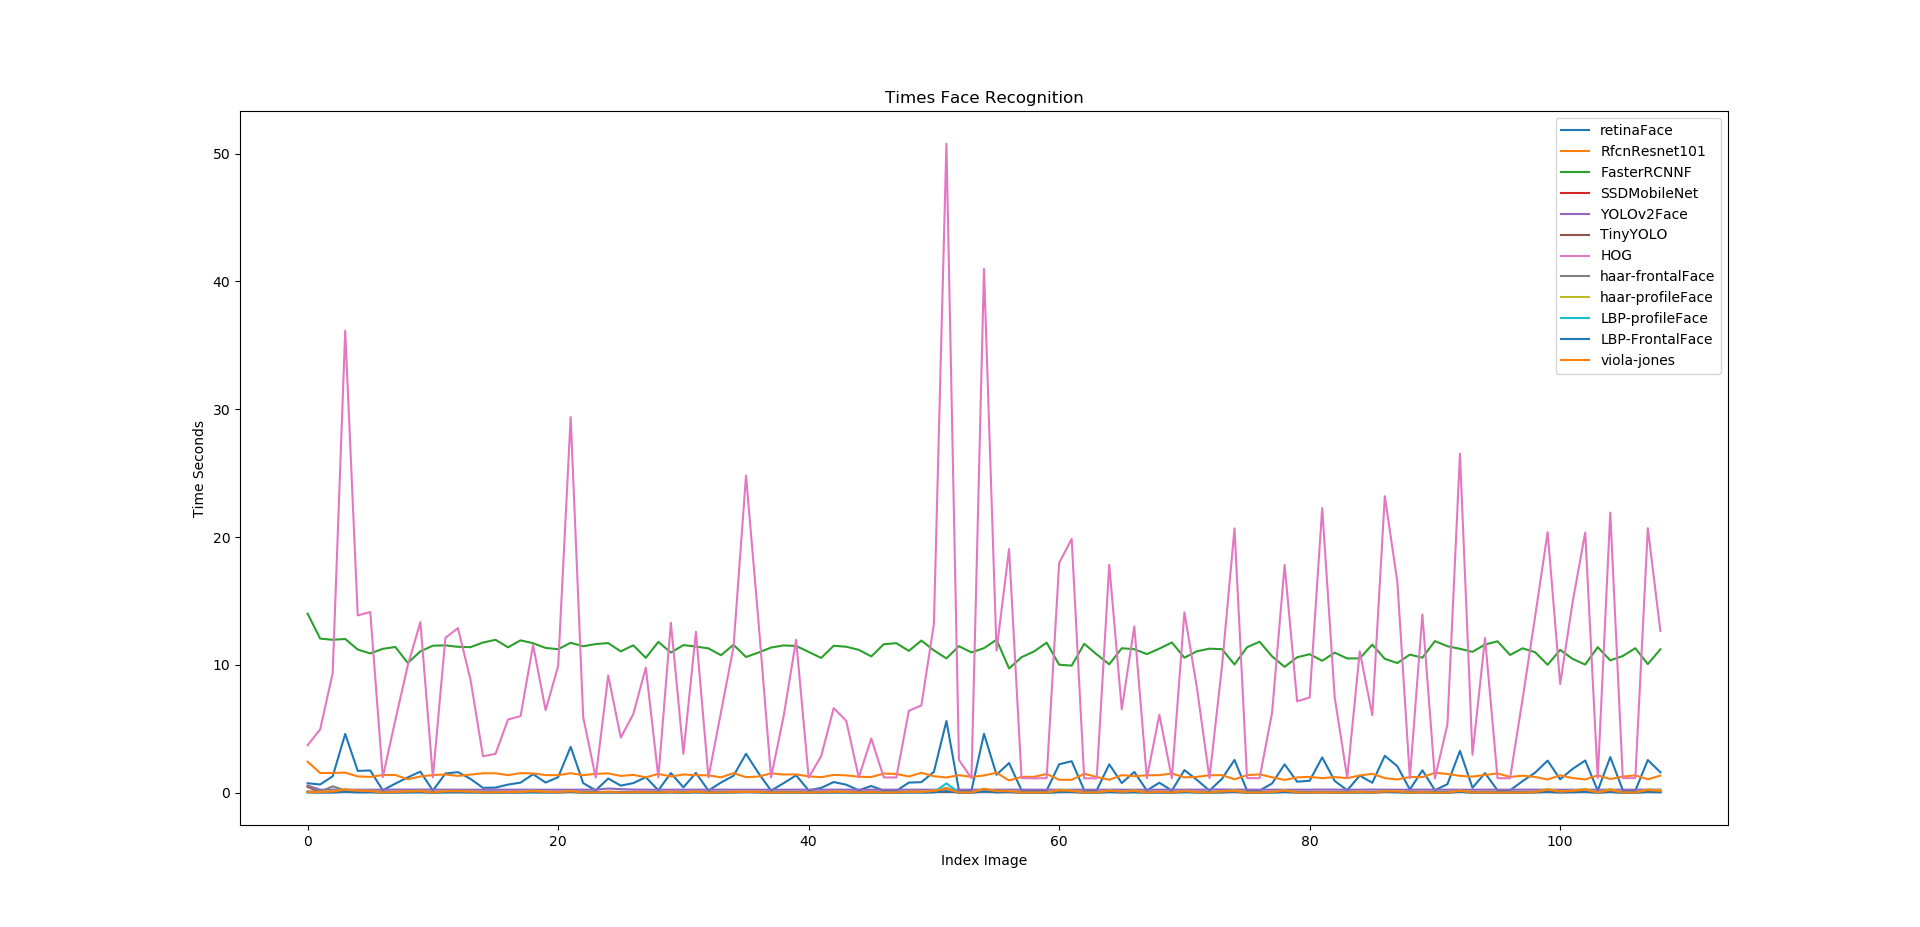 Times Face Recognition
retinaFace
RfcnResnet101
FasterRCNNF
SSDMobileNet
YOLOv2Face
TinyYOLO
HOG
haar-frontalFace
haar-profileFace
LBP-profileFace
LBP-FrontalFace
viola-jones
50
40
30
20
10
0
Time Seconds
0 20 40 60 80 100
Index Image